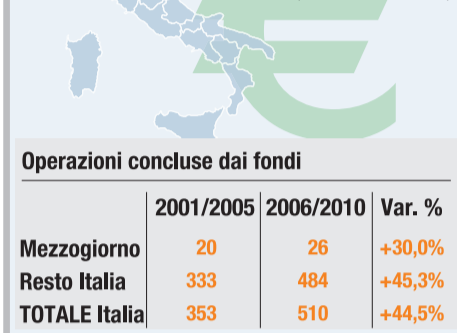 Operazioni concluse dai fondi
2001/2005 2006/2010 Var. %
Mezzogiorno 20 26 +30,0%
Resto Italia 333 484 +45,3%
TOTALE Italia 353 510 +44,5%